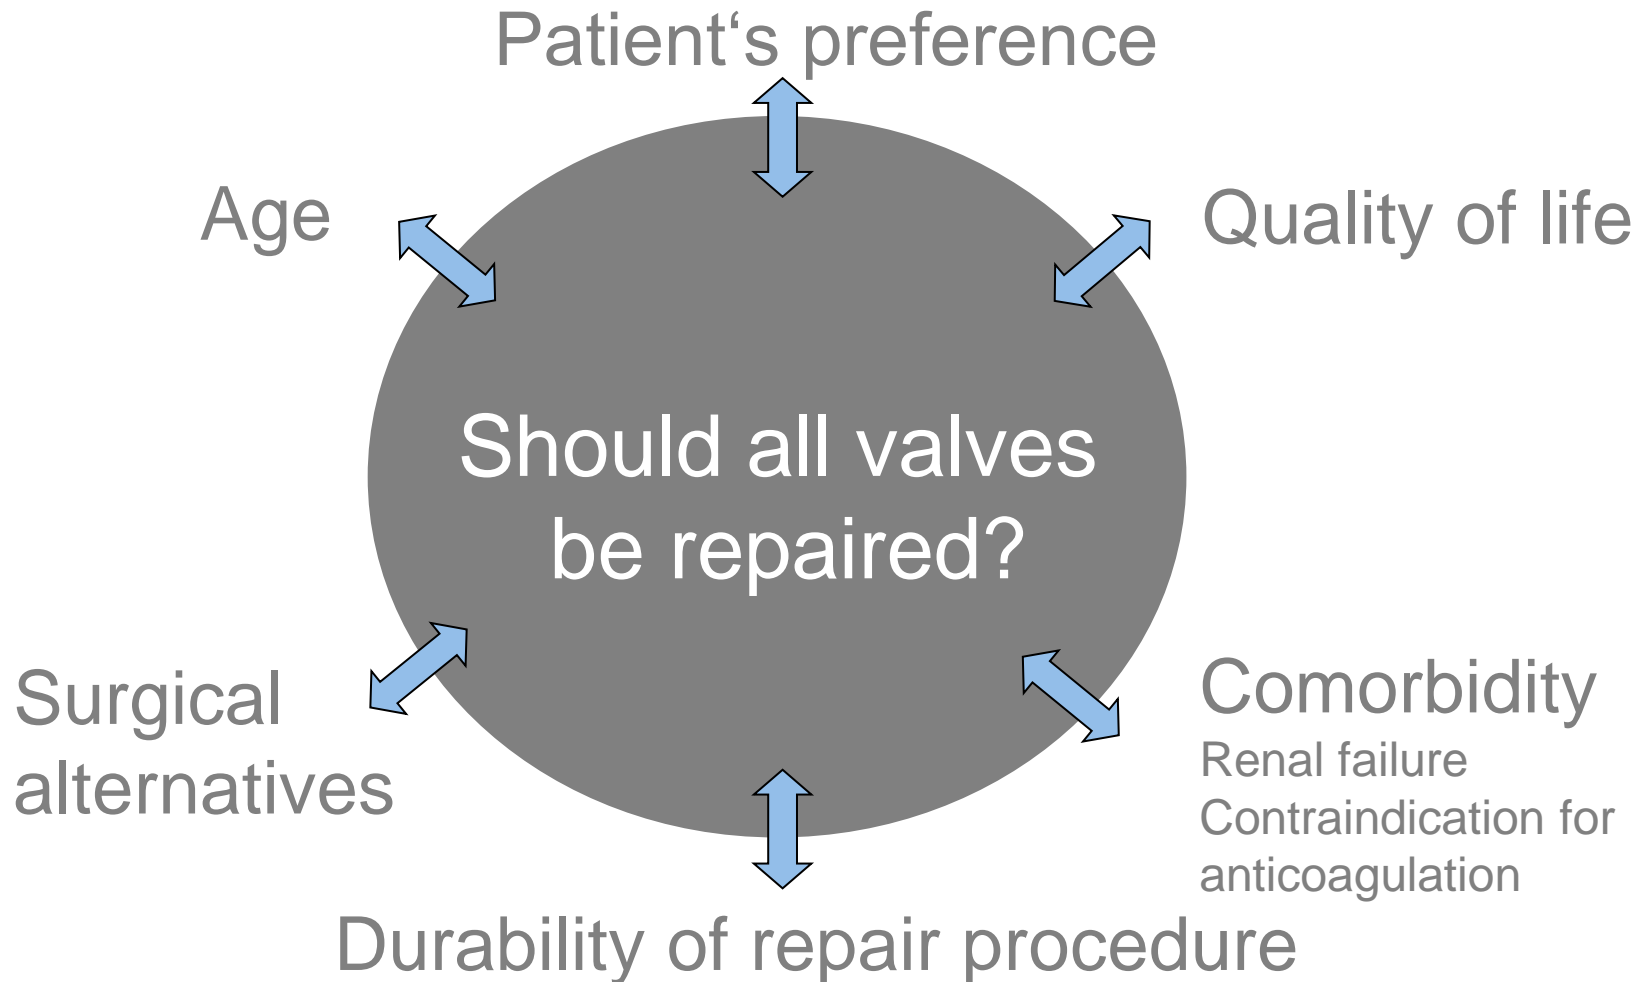 Patient‘s preference
Age
Quality of life
Should all valves
be repaired?
Surgical
alternatives
Comorbidity
Renal failure
Contraindication for
anticoagulation
Durability of repair procedure